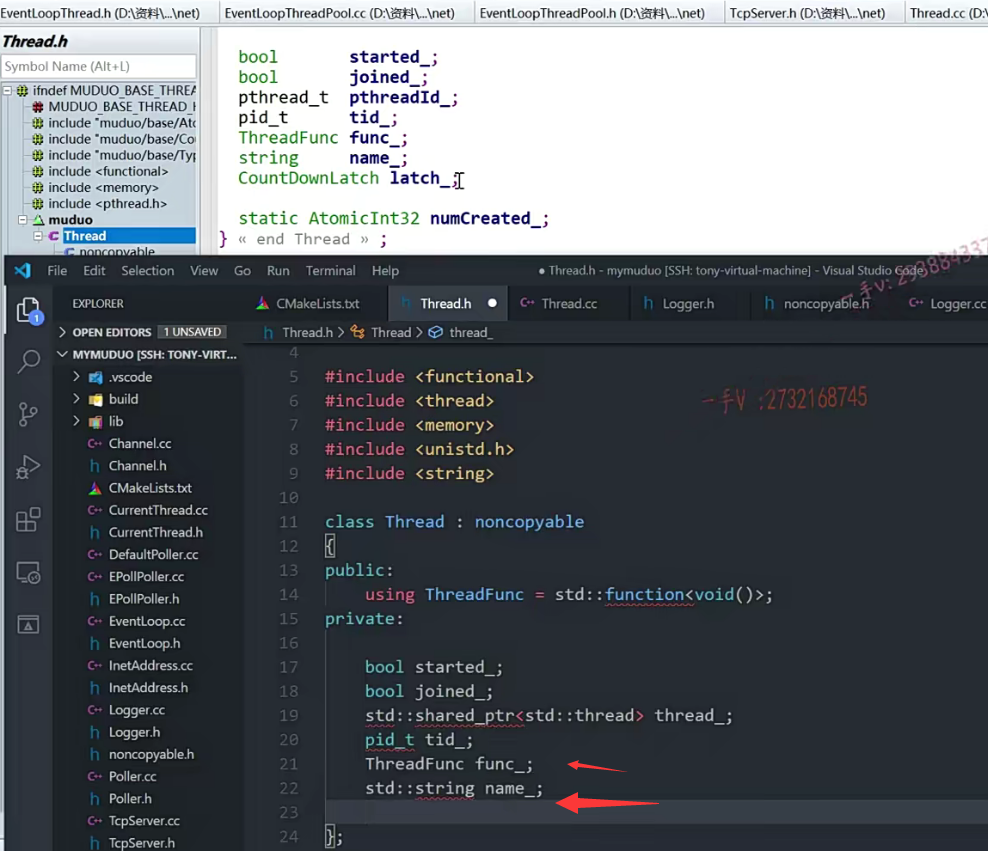 EventLoopThread.h (D:\资料\...\net)
EventLoopThreadPool.cc (D:\资料\...\net)
EventLoopThreadPool.h (D:\资料\...\net)
TcpServer.h (D:\资料\...\net)
Thread.cc (D:\
Thread.h
Symbol Name (Alt+L)
ifndef MUDUO_BASE_THREA
MUDUO_BASE_THREAD_H
include "muduo/base/Ato
include "muduo/base/Co
include "muduo/base/Typ
include <functional>
include <memory>
include <pthread.h>
muduo
Thread
noncopyable
bool started_;
bool joined_;
pthread_t pthreadId_;
pid_t tid_;
ThreadFunc func_;
string name_;
CountDownLatch latch_;
static AtomicInt32 numCreated_;
} « end Thread » ;
File Edit Selection View Go Run Terminal Help
● Thread.h - mymuduo [SSH: tony-virtual-machine] - Visual Studio Code
EXPLORER
OPEN EDITORS 1 UNSAVED
MYMUDUO [SSH: TONY-VIRT...
.vscode
build
lib
Channel.cc
Channel.h
CMakeLists.txt
CurrentThread.cc
CurrentThread.h
DefaultPoller.cc
EPollPoller.cc
EPollPoller.h
EventLoop.cc
EventLoop.h
InetAddress.cc
InetAddress.h
Logger.cc
Logger.h
noncopyable.h
Poller.cc
Poller.h
TcpServer.cc
TcpServer.h
1
CMakeLists.txt
Thread.h
Thread.cc
Logger.h
noncopyable.h
Logger.cc
Thread.h > Thread > thread_
4
5 #include <functional>
6 #include <thread>
7 #include <memory>
8 #include <unistd.h>
9 #include <string>
10
11 class Thread : noncopyable
12 {
13 public:
14 using ThreadFunc = std::function<void()>;
15 private:
16
17 bool started_;
18 bool joined_;
19 std::shared_ptr<std::thread> thread_;
20 pid_t tid_;
21 ThreadFunc func_;
22 std::string name_;
23
24 };
一手V :2732168745